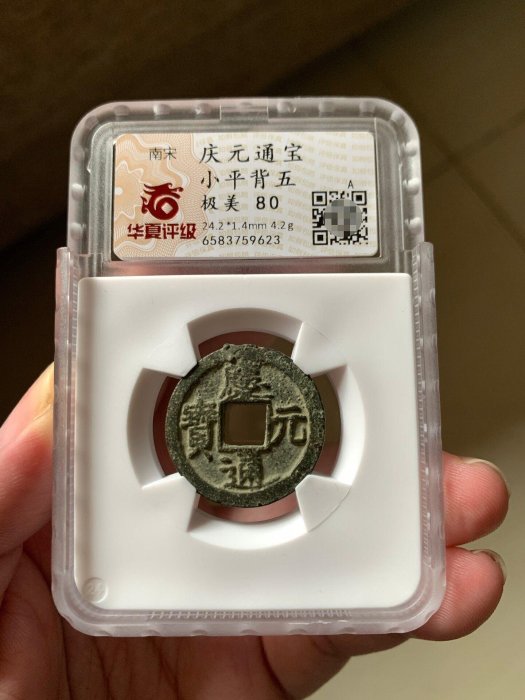 南宋
庆元通宝
小平背五
极美 80
24.2*1.4mm 4.2g
6583759623
华夏评级
A
慶元通寶